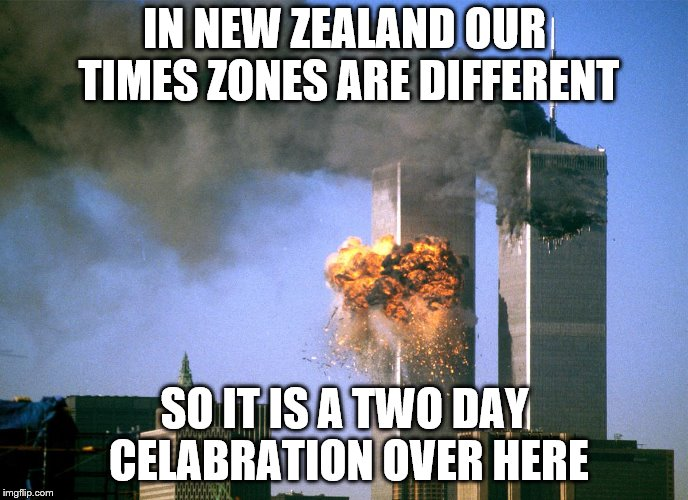 IN NEW ZEALAND OUR
TIMES ZONES ARE DIFFERENT
SO IT IS A TWO DAY
CELABRATION OVER HERE
imgflip.com